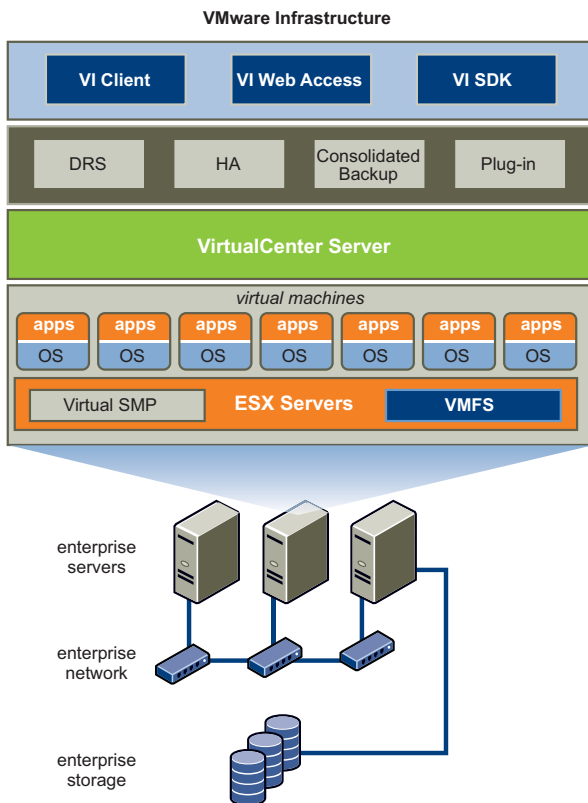 VMware Infrastructure
VI Client
VI Web Access
VI SDK
DRS
HA
Consolidated
Backup
Plug-in
VirtualCenter Server
virtual machines
apps
apps
apps
apps
apps
apps
apps
OS
OS
OS
OS
OS
OS
OS
Virtual SMP
ESX Servers
VMFS
enterprise
servers
enterprise
network
enterprise
storage